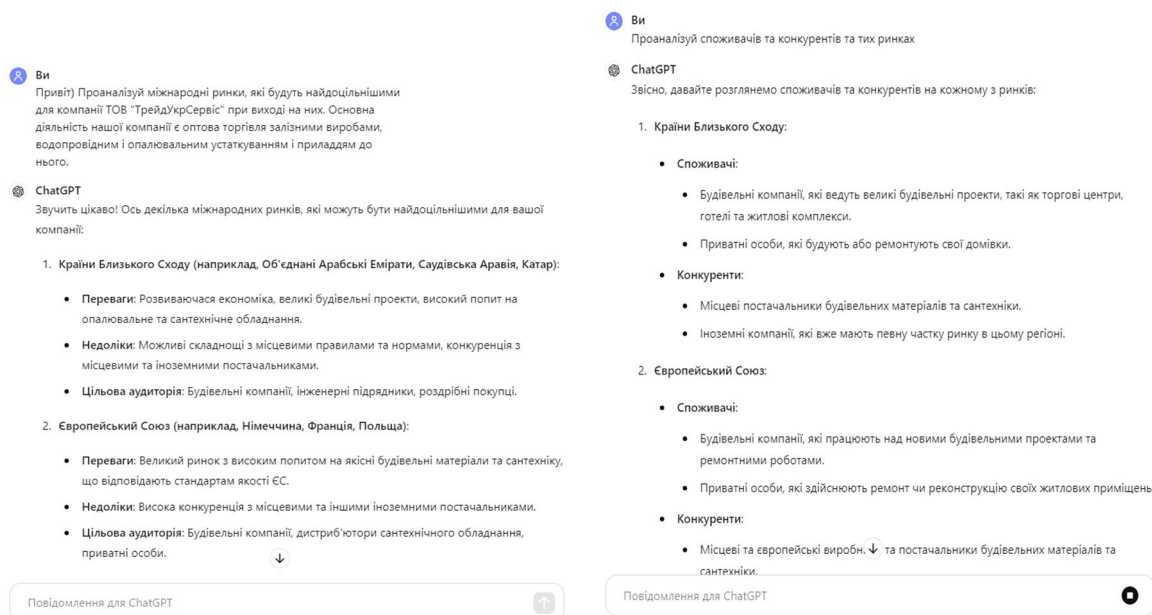 Ви
Привіт) Проаналізуй міжнародні ринки, які будуть найдоцільнішими
для компанії ТОВ "ТрейдУкрСервіс" при виході на них. Основна
діяльність нашої компанії є оптова торгівля залізними виробами,
водопровідним і опалювальним устаткуванням і приладдям до
нього.
ChatGPT
Звучить цікаво! Ось декілька міжнародних ринків, які можуть бути найдоцільнішими для вашої
компанії:
1. Країни Близького Сходу (наприклад, Об'єднані Арабські Емірати, Саудівська Аравія, Катар):
• Переваги: Розвиваючася економіка, великі будівельні проекти, високий попит на
опалювальне та сантехнічне обладнання.
• Недоліки: Можливі складнощі з місцевими правилами та нормами, конкуренція з
місцевими та іноземними постачальниками.
• Цільова аудиторія: Будівельні компанії, інженерні підрядники, роздрібні покупці.
2. Європейський Союз (наприклад, Німеччина, Франція, Польща):
• Переваги: Великий ринок з високим попитом на якісні будівельні матеріали та сантехніку,
що відповідають стандартам якості ЄС.
• Недоліки: Висока конкуренція з місцевими та іншими іноземними постачальниками.
• Цільова аудиторія: Будівельні компанії, дистриб'ютори сантехнічного обладнання,
приватні особи.
Повідомлення для ChatGPT
Ви
Проаналізуй споживачів та конкурентів та тих ринках
ChatGPT
Звісно, давайте розглянемо споживачів та конкурентів на кожному з ринків:
1. Країни Близького Сходу:
• Споживачі:
• Будівельні компанії, які ведуть великі будівельні проекти, такі як торгові центри,
готелі та житлові комплекси.
• Приватні особи, які будують або ремонтують свої домівки.
• Конкуренти:
• Місцеві постачальники будівельних матеріалів та сантехніки.
• Іноземні компанії, які вже мають певну частку ринку в цьому регіоні.
2. Європейський Союз:
• Споживачі:
• Будівельні компанії, які працюють над новими будівельними проектами та
ремонтними роботами.
• Приватні особи, які здійснюють ремонт чи реконструкцію своїх житлових приміщень
• Конкуренти:
• Місцеві та європейські та постачальники будівельних матеріалів та
сантехніки.
Повідомлення для ChatGPT